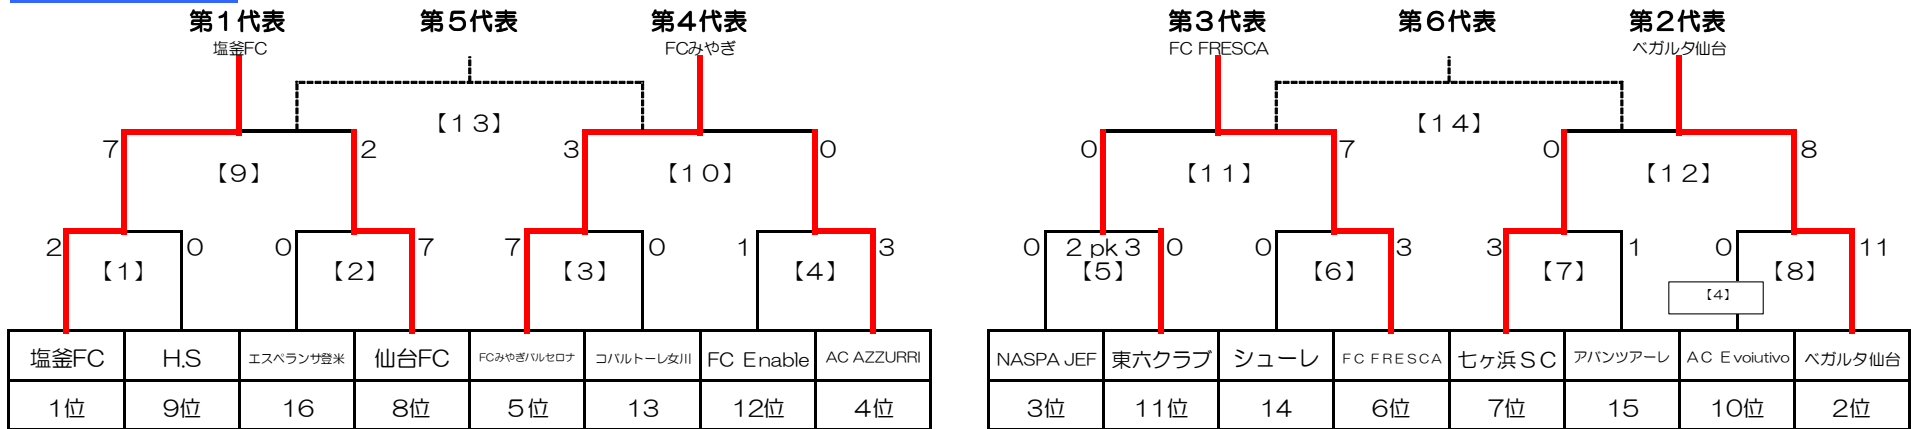 第1代表 第5代表 第4代表 第3代表 第6代表 第2代表
塩釜FC FCみやぎ FC FRESCA ベガルタ仙台
【13】 【14】
7 2 3 0 0 7 0 8
【9】 【10】 【11】 【12】
2 0 0 7 7 0 1 3 0 2 pk 3 0 0 3 3 1 0 11
【1】 【2】 【3】 【4】 【5】 【6】 【7】 【8】
【4】
塩釜FC H.S エスペランサ登米 仙台FC FCみやぎバルセロナ コバルトーレ女川 FC Enable AC AZZURRI NASPA JEF 東六クラブ シューレ FC FRESCA 七ヶ浜SC アバンツアーレ AC Evoiutivo ベガルタ仙台
1位 9位 16 8位 5位 13 12位 4位 3位 11位 14 6位 7位 15 10位 2位